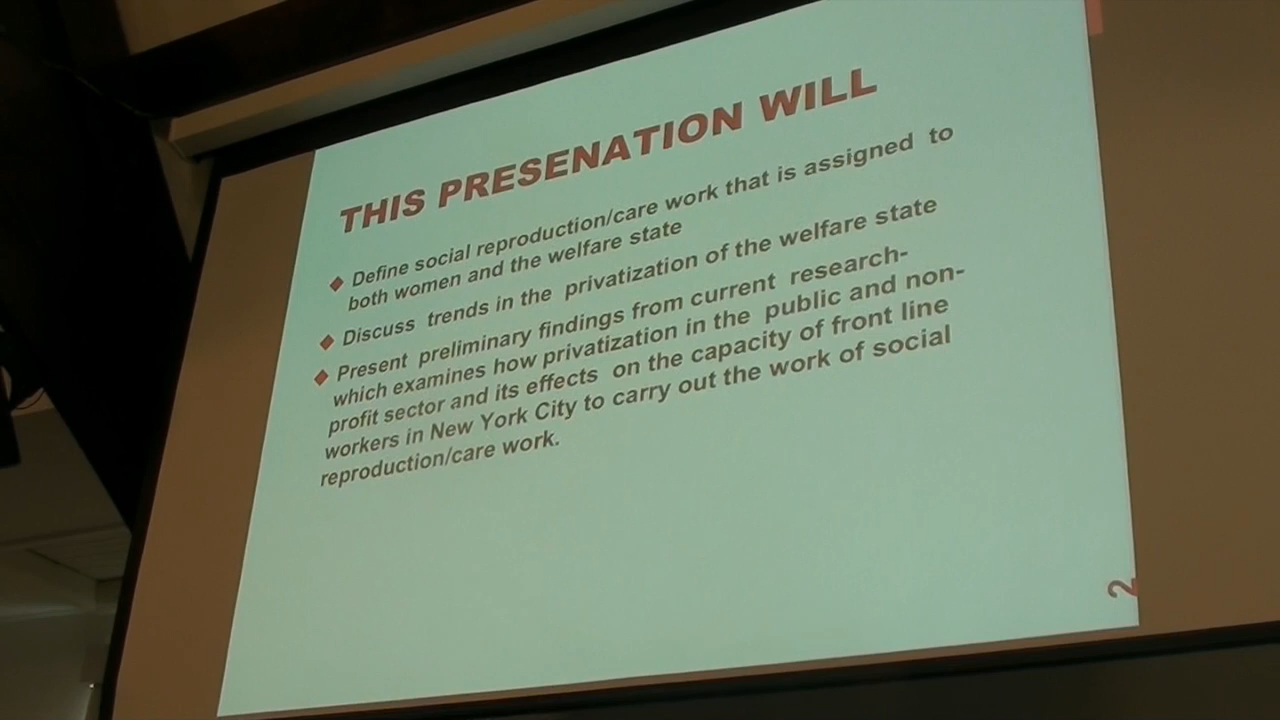 THIS PRESENATION WILL
Define social reproduction/care work that is assigned to
both women and the welfare state
Discuss trends in the privatization of the welfare state
Present preliminary findings from current research-
which examines how privatization in the public and non-
profit sector and its effects on the capacity of front line
workers in New York City to carry out the work of social
reproduction/care work.
2